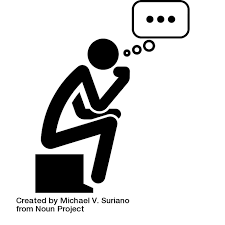 Created by Michael V. Suriano
from Noun Project